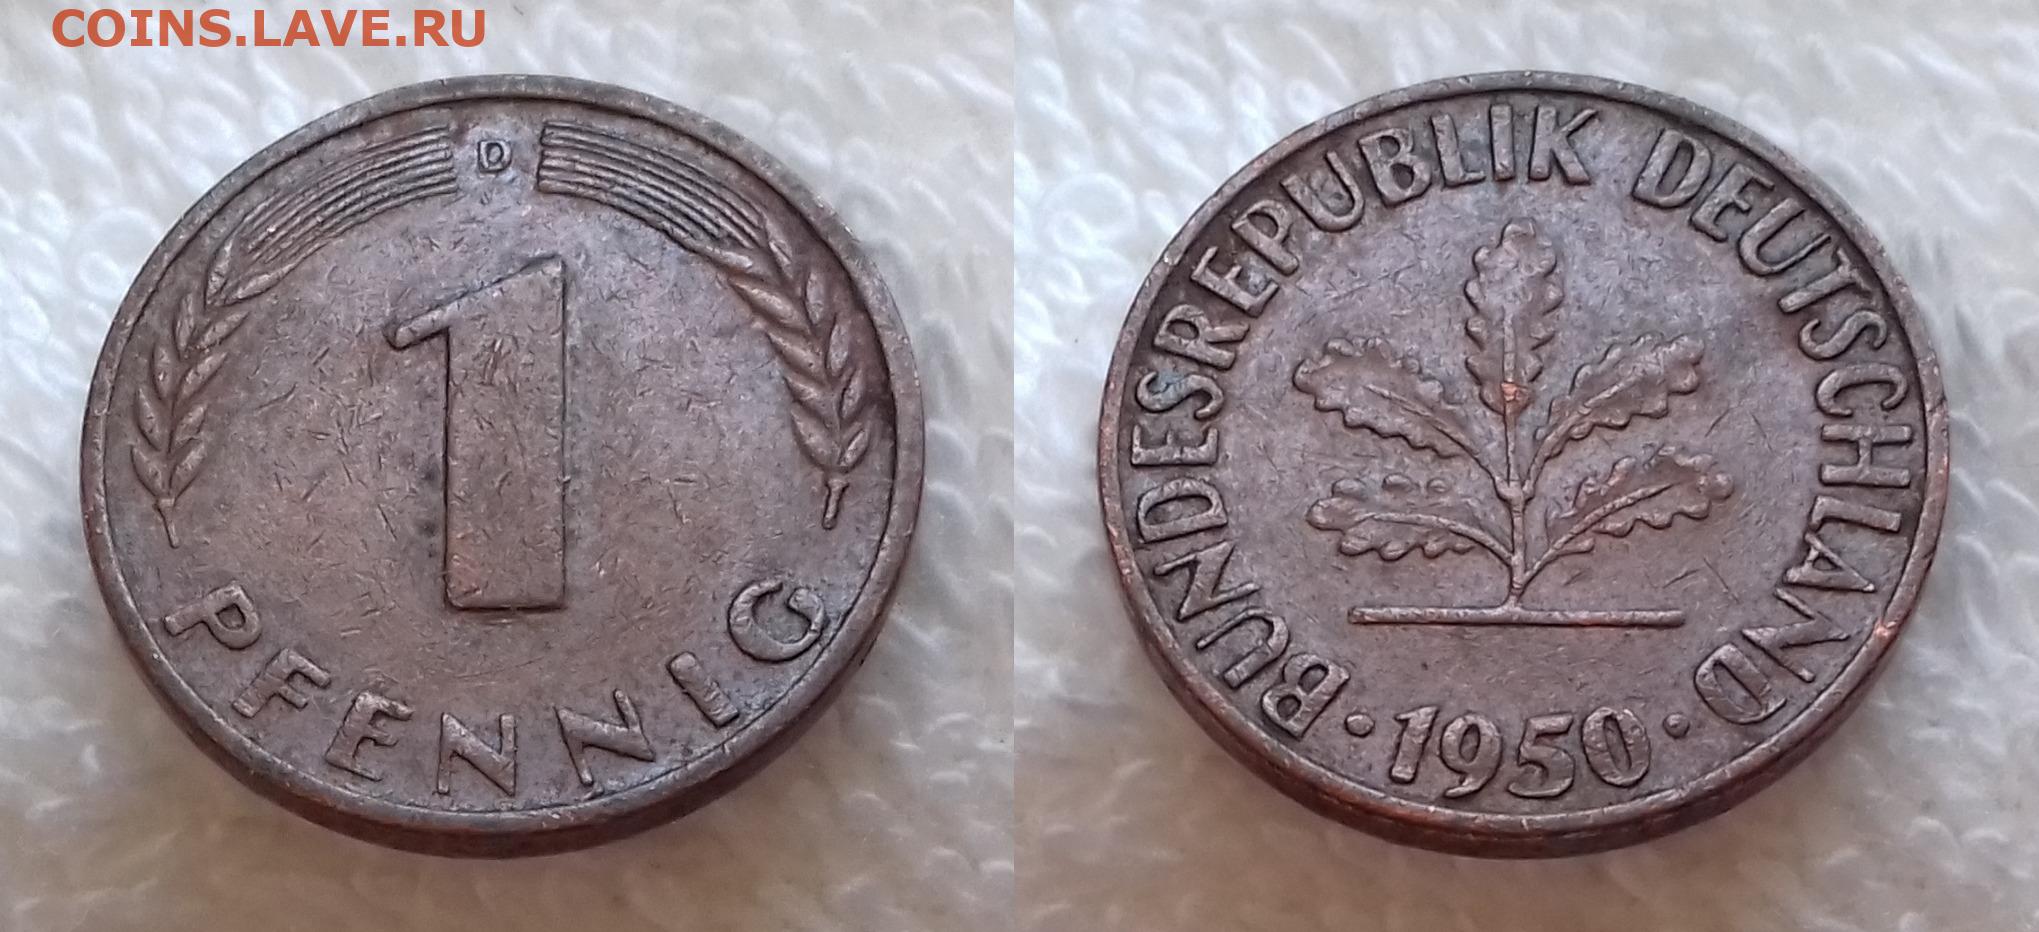 COINS.LAVE.RU
D
1
PFENNIG
BUNDESREPUBLIK DEUTSCHLAND
· 1950 ·